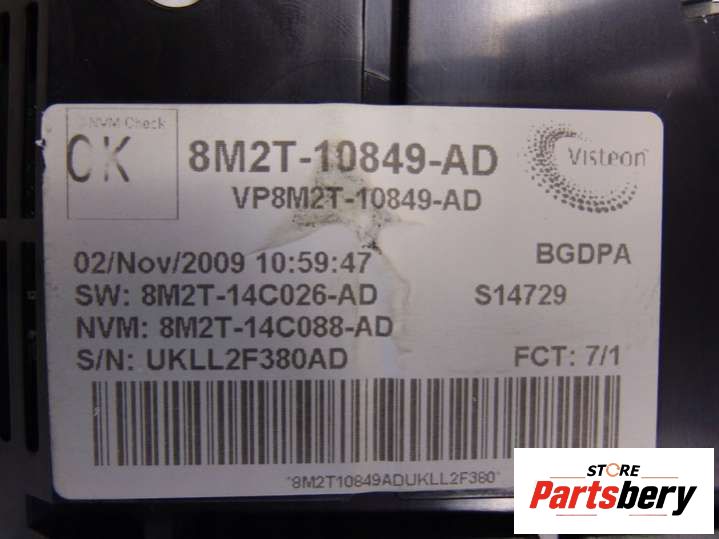 NVM Check
OK
8M2T-10849-AD
VP8M2T-10849-AD
Visteon
02/Nov/2009 10:59:47
BGDPA
SW: 8M2T-14C026-AD
S14729
NVM: 8M2T-14C088-AD
S/N: UKLL2F380AD
FCT: 7/1
*8M2T10849ADUKLL2F380*
STORE
Partsbery